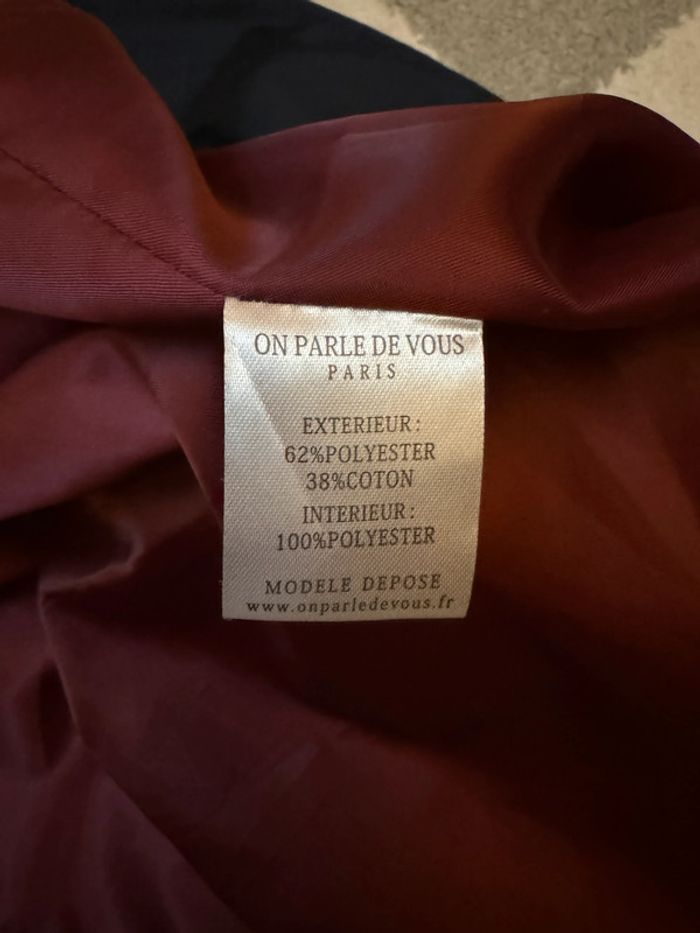 ON PARLE DE VOUS
PARIS
EXTERIEUR:
62%POLYESTER
38%COTON
INTERIEUR:
100%POLYESTER
MODELE DEPOSE
www.onparledevous.fr